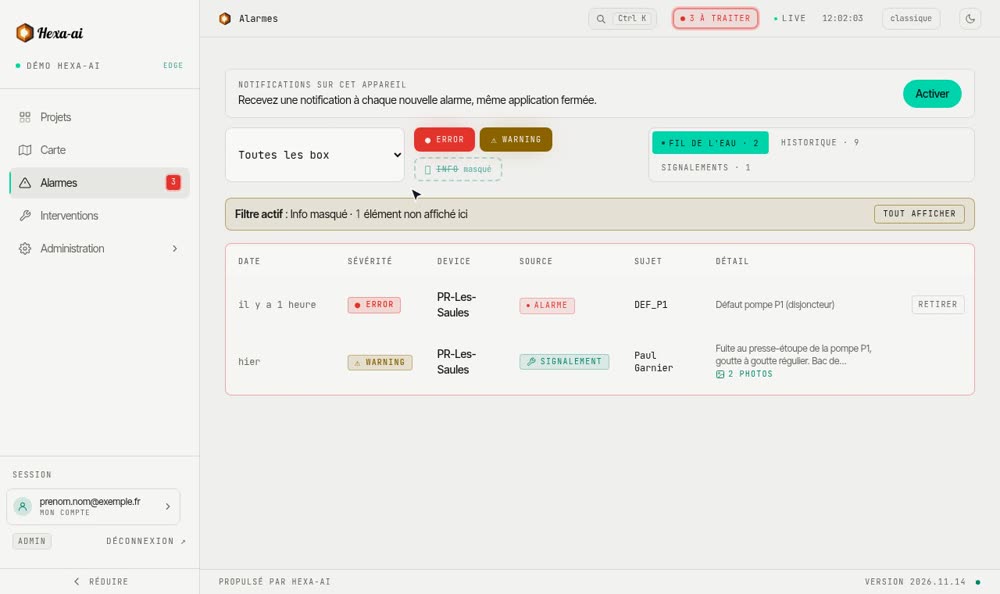 Hexa-ai
DÉMO HEXA-AI
EDGE
Projets
Carte
Alarmes
3
Interventions
Administration
SESSION
prenom.nom@exemple.fr
MON COMPTE
ADMIN
DÉCONNEXION ↗
RÉDUIRE
Alarmes
Ctrl K
3 À TRAITER
LIVE
12:02:03
classique
NOTIFICATIONS SUR CET APPAREIL
Recevez une notification à chaque nouvelle alarme, même application fermée.
Activer
Toutes les box
● ERROR
⚠ WARNING
INFO masqué
FIL DE L'EAU · 2
HISTORIQUE · 9
SIGNALEMENTS · 1
Filtre actif : Info masqué · 1 élément non affiché ici
TOUT AFFICHER
DATE SÉVÉRITÉ DEVICE SOURCE SUJET DÉTAIL
il y a 1 heure
● ERROR
PR-Les-
Saules
ALARME
DEF_P1
Défaut pompe P1 (disjoncteur)
RETIRER
hier
⚠ WARNING
PR-Les-
Saules
SIGNALEMENT
Paul
Garnier
Fuite au presse-étoupe de la pompe P1,
goutte à goutte régulier. Bac de...
2 PHOTOS
PROPULSÉ PAR HEXA-AI
VERSION 2026.11.14